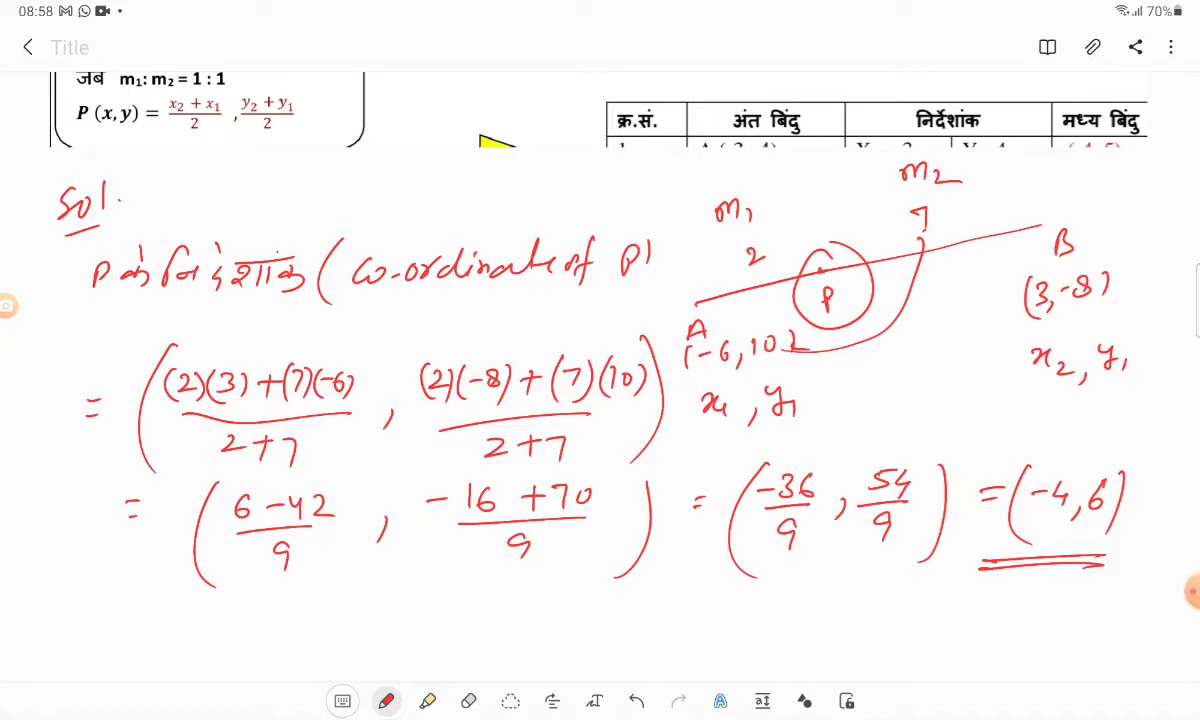 08:58 70%
Title
जब m₁: m₂ = 1 : 1
P (x,y) = (x₂ + x₁)/2 , (y₂ + y₁)/2
क्र.सं. अंत बिंदु निर्देशांक मध्य बिंदु
Sol.
P के निर्देशांक (Co-ordinate of P)
m₁ m₂
2 7
P
A B
(-6, 10) (3, -8)
x₁, y₁ x₂, y₁
= ( ((2)(3) + (7)(-6))/(2+7) , ((2)(-8) + (7)(10))/(2+7) )
= ( (6 - 42)/9 , (-16 + 70)/9 ) = ( -36/9 , 54/9 ) = (-4, 6)